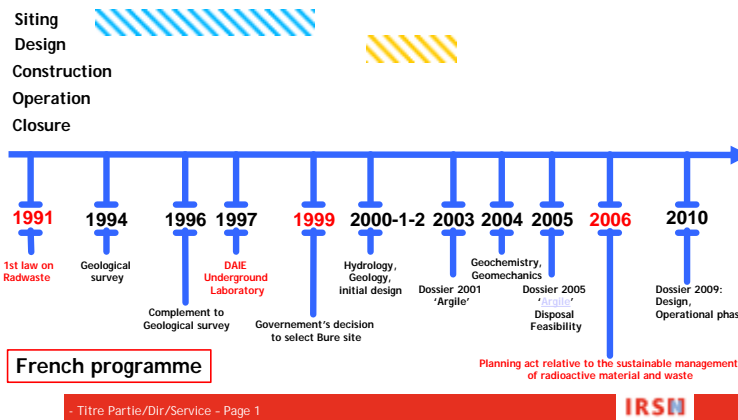 Siting
Design
Construction
Operation
Closure
1991
1994
1996
1997
1999
2000-1-2
2003
2004
2005
2006
2010
1st law on
Radwaste
Geological
survey
Complement to
Geological survey
DAIE
Underground
Laboratory
Governement's decision
to select Bure site
Hydrology,
Geology,
initial design
Dossier 2001
'Argile'
Geochemistry,
Geomechanics
Dossier 2005
'Argile'
Disposal
Feasibility
Planning act relative to the sustainable management
of radioactive material and waste
Dossier 2009:
Design,
Operational phas
French programme
- Titre Partie/Dir/Service - Page 1
IRSN